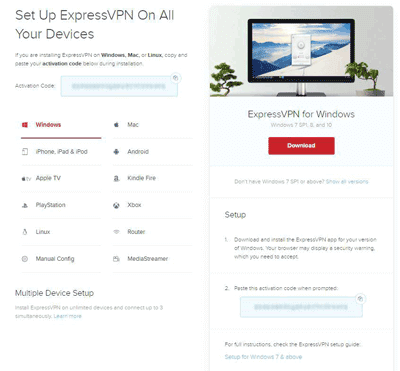 Set Up ExpressVPN On All
Your Devices
If you are installing ExpressVPN on Windows, Mac, or Linux, copy and
paste your activation code below during installation.
Activation Code:
Windows
Mac
iPhone, iPad & iPod
Android
Apple TV
Kindle Fire
PlayStation
Xbox
Linux
Router
Manual Config
MediaStreamer
Multiple Device Setup
Install ExpressVPN on unlimited devices and connect up to 3
simultaneously. Learn more
ExpressVPN for Windows
Windows 7 SP1, 8, and 10
Download
Don't have Windows 7 SP1 or above? Show all versions
Setup
1. Download and install the ExpressVPN app for your version
of Windows. Your browser may display a security warning,
which you need to accept.
2. Paste this activation code when prompted:
For full instructions, check the ExpressVPN setup guide:
Setup for Windows 7 & above